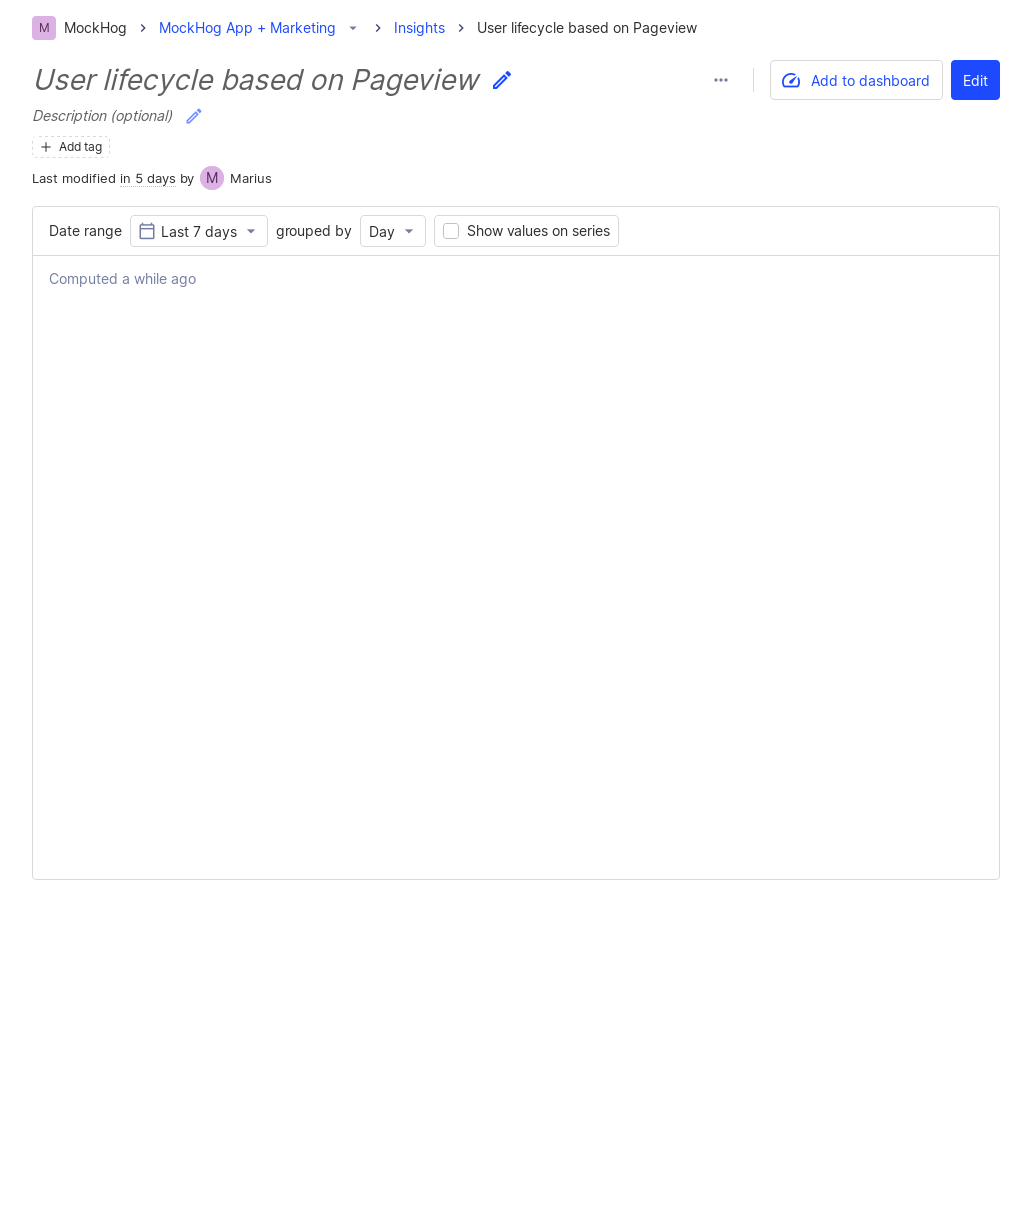 M MockHog MockHog App + Marketing Insights User lifecycle based on Pageview
User lifecycle based on Pageview Add to dashboard Edit
Description (optional)
Add tag
Last modified in 5 days by M Marius
Date range Last 7 days grouped by Day Show values on series
Computed a while ago